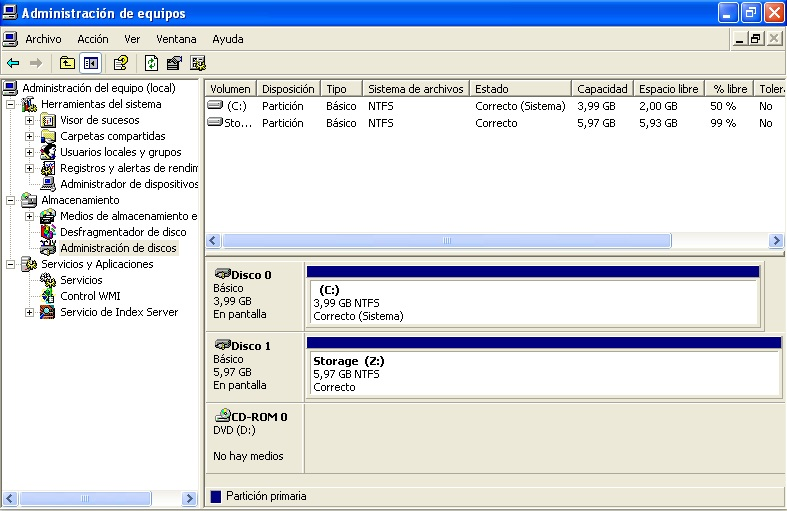 Administración de equipos
Archivo Acción Ver Ventana Ayuda
Administración del equipo (local)
Herramientas del sistema
Visor de sucesos
Carpetas compartidas
Usuarios locales y grupos
Registros y alertas de rendim
Administrador de dispositivos
Almacenamiento
Medios de almacenamiento e
Desfragmentador de disco
Administración de discos
Servicios y Aplicaciones
Servicios
Control WMI
Servicio de Index Server
Volumen Disposición Tipo Sistema de archivos Estado Capacidad Espacio libre % libre Toler
(C:) Partición Básico NTFS Correcto (Sistema) 3,99 GB 2,00 GB 50 % No
Sto... Partición Básico NTFS Correcto 5,97 GB 5,93 GB 99 % No
Disco 0
Básico
3,99 GB
En pantalla
(C:)
3,99 GB NTFS
Correcto (Sistema)
Disco 1
Básico
5,97 GB
En pantalla
Storage (Z:)
5,97 GB NTFS
Correcto
CD-ROM 0
DVD (D:)
No hay medios
Partición primaria